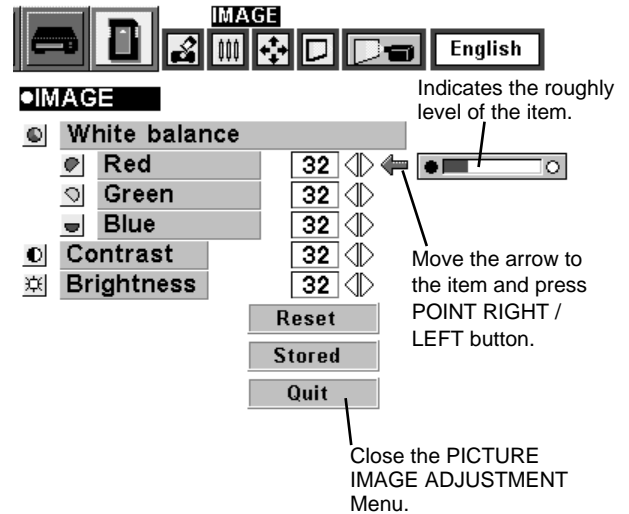 IMAGE
English
●IMAGE
Indicates the roughly
level of the item.
White balance
Red 32
Green 32
Blue 32
Contrast 32
Brightness 32
Move the arrow to
the item and press
POINT RIGHT /
LEFT button.
Reset
Stored
Quit
Close the PICTURE
IMAGE ADJUSTMENT
Menu.